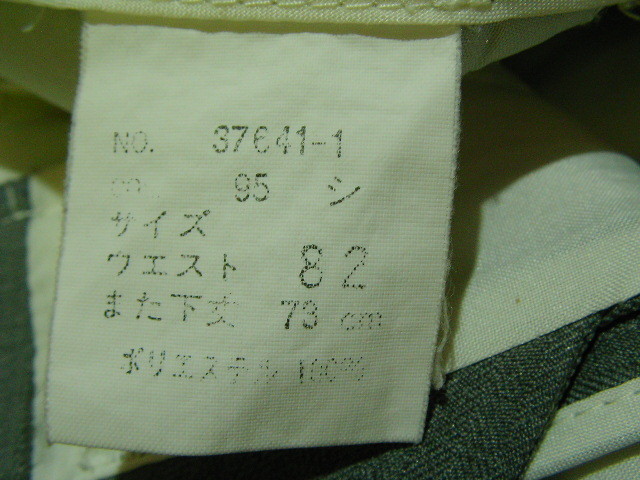 NO. 37641-1
95 シ
サイズ
ウエスト 82
また下丈 73 cm
ポリエステル 100%